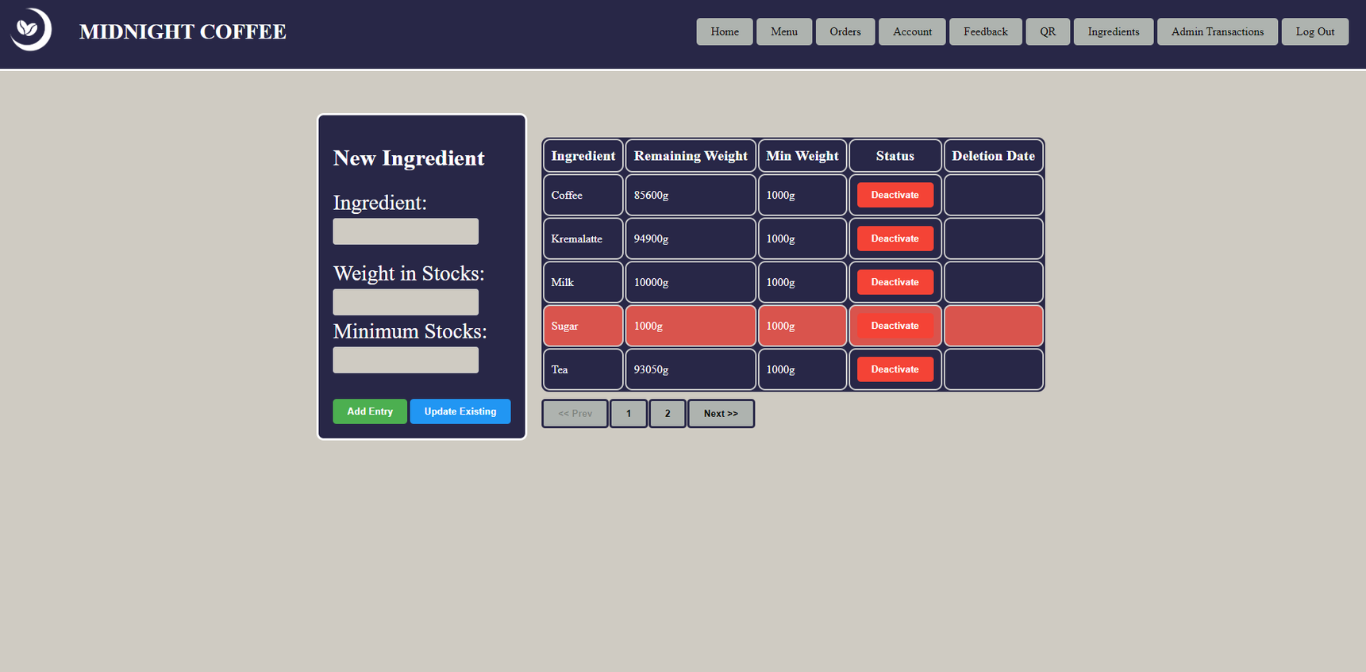 MIDNIGHT COFFEE
Home Menu Orders Account Feedback QR Ingredients Admin Transactions Log Out
New Ingredient
Ingredient:
Weight in Stocks:
Minimum Stocks:
Add Entry Update Existing
Ingredient Remaining Weight Min Weight Status Deletion Date
Coffee 85600g 1000g Deactivate
Kremalatte 94900g 1000g Deactivate
Milk 10000g 1000g Deactivate
Sugar 1000g 1000g Deactivate
Tea 93050g 1000g Deactivate
<< Prev 1 2 Next >>